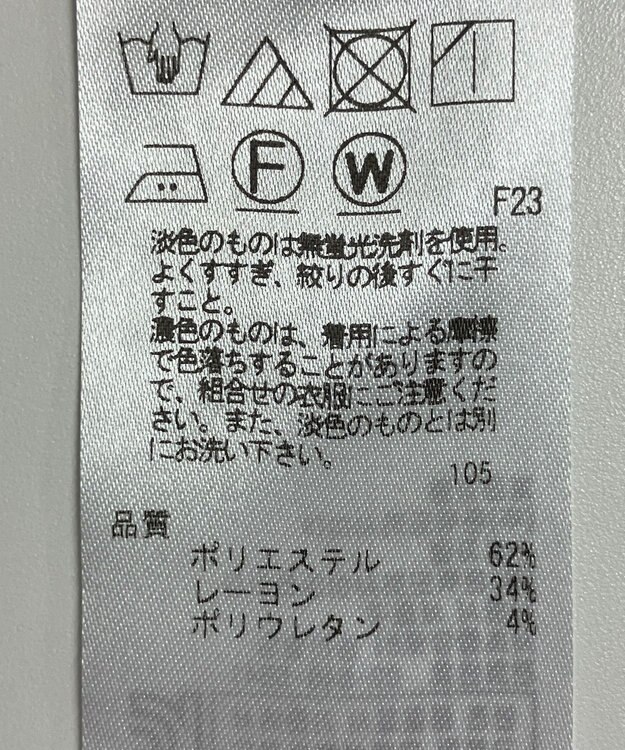 F
W
F23
淡色のものは無蛍光洗剤を使用。
よくすすぎ、絞りの後すぐに干
すこと。
濃色のものは、着用による摩擦
で色落ちすることがありますの
で、組合せの衣服にご注意くだ
さい。また、淡色のものとは別
にお洗い下さい。
105
品質
ポリエステル 62%
レーヨン 34%
ポリウレタン 4%